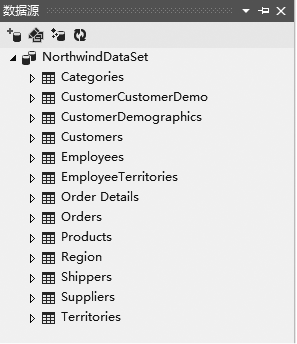 数据源
NorthwindDataSet
Categories
CustomerCustomerDemo
CustomerDemographics
Customers
Employees
EmployeeTerritories
Order Details
Orders
Products
Region
Shippers
Suppliers
Territories